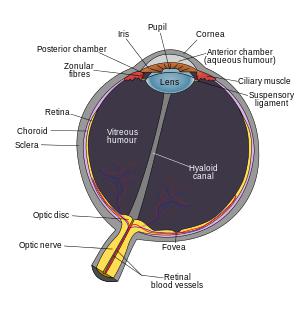 Pupil
Iris
Cornea
Posterior chamber
Anterior chamber
(aqueous humour)
Zonular
fibres
Lens
Ciliary muscle
Suspensory
ligament
Retina
Choroid
Vitreous
humour
Sclera
Hyaloid
canal
Optic disc
Optic nerve
Fovea
Retinal
blood vessels